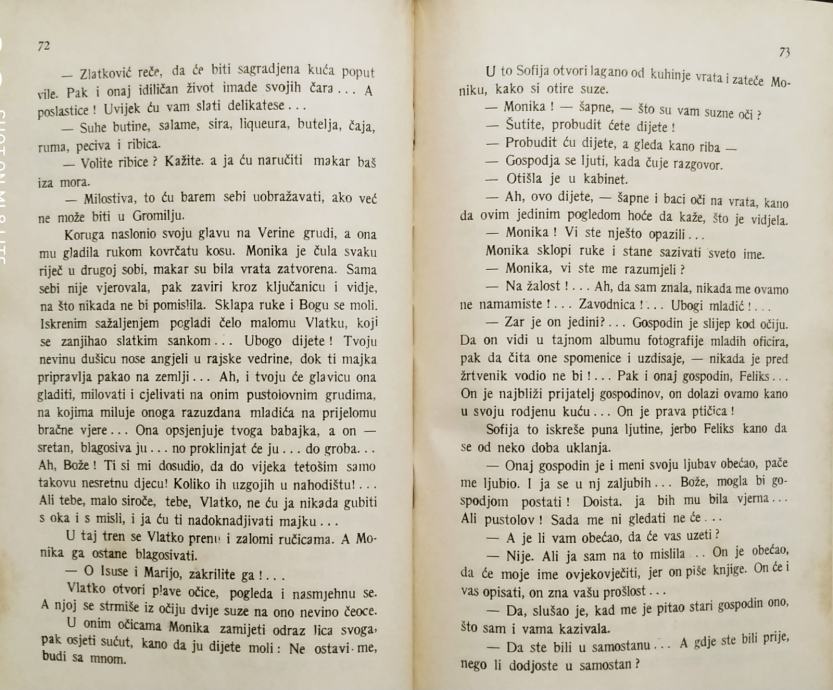 72
— Zlatković reče, da će biti sagradjena kuća poput
vile. Pak i onaj idiličan život imade svojih čara... A
poslastice! Uvijek ću vam slati delikatese...
— Suhe butine, salame, sira, liqueura, butelja, čaja,
ruma, peciva i ribica.
— Volite ribice? Kažite. a ja ću naručiti makar baš
iza mora.
— Milostiva, to ću barem sebi uobražavati, ako već
ne može biti u Gromilju.
Koruga naslonio svoju glavu na Verine grudi, a ona
mu gladila rukom kovrčatu kosu. Monika je čula svaku
riječ u drugoj sobi, makar su bila vrata zatvorena. Sama
sebi nije vjerovala, pak zaviri kroz ključanicu i vidje,
na što nikada ne bi pomislila. Sklapa ruke i Bogu se moli.
Iskrenim sažaljenjem pogladi čelo malomu Vlatku, koji
se zanjihao slatkim sankom... Ubogo dijete! Tvoju
nevinu dušicu nose angjeli u rajske vedrine, dok ti majka
pripravlja pakao na zemlji... Ah, i tvoju će glavicu ona
gladiti, milovati i cjelivati na onim pustolovnim grudima,
na kojima miluje onoga razuzdana mladića na prijelomu
bračne vjere... Ona opsjenjuje tvoga babajka, a on —
sretan, blagosiva ju... no proklinjat će ju... do groba...
Ah, Bože! Ti si mi dosudio, da do vijeka tetošim samo
takovu nesretnu djecu! Koliko ih uzgojih u nahodištu!...
Ali tebe, malo siroče, tebe, Vlatko, ne ću ja nikada gubiti
s oka i s misli, i ja ću ti nadoknadjivati majku...
U taj tren se Vlatko prenu i zalomi ručicama. A Mo-
nika ga ostane blagosivati.
— O Isuse i Marijo, zakrilite ga!...
Vlatko otvori plave očice, pogleda i nasmjehnu se.
A njoj se strmiše iz očiju dvije suze na ono nevino čeoce.
U onim očicama Monika zamijeti odraz lica svoga,
pak osjeti sućut, kano da ju dijete moli: Ne ostavi me,
budi sa mnom.
73
U to Sofija otvori lagano od kuhinje vrata i zateče Mo-
niku, kako si otire suze.
— Monika! — šapne, — što su vam suzne oči?
— Šutite, probudit ćete dijete!
— Probudit ću dijete, a gleda kano riba —
— Gospodja se ljuti, kada čuje razgovor.
— Otišla je u kabinet.
— Ah, ovo dijete, — šapne i baci oči na vrata, kano
da ovim jedinim pogledom hoće da kaže, što je vidjela.
— Monika! Vi ste nješto opazili...
Monika sklopi ruke i stane sazivati sveto ime.
— Monika, vi ste me razumjeli?
— Na žalost!... Ah, da sam znala, nikada me ovamo
ne namamiste!... Zavodnica!... Ubogi mladić!...
— Zar je on jedini?... Gospodin je slijep kod očiju.
Da on vidi u tajnom albumu fotografije mladih oficira,
pak da čita one spomenice i uzdisaje, — nikada je pred
žrtvenik vodio ne bi!... Pak i onaj gospodin, Feliks...
On je najbliži prijatelj gospodinov, on dolazi ovamo kano
u svoju rodjenu kuću... On je prava ptičica!
Sofija to iskreše puna ljutine, jerbo Feliks kano da
se od neko doba uklanja.
— Onaj gospodin je i meni svoju ljubav obećao, pače
me ljubio. I ja se u nj zaljubih... Bože, mogla bi go-
spodjom postati! Doista. ja bih mu bila vjerna...
Ali pustolov! Sada me ni gledati ne će...
— A je li vam obećao, da će vas uzeti?
— Nije. Ali ja sam na to mislila .. On je obećao,
da će moje ime ovjekovječiti, jer on piše knjige. On će i
vas opisati, on zna vašu prošlost...
— Da, slušao je, kad me je pitao stari gospodin ono,
što sam i vama kazivala.
— Da ste bili u samostanu... A gdje ste bili prije,
nego li dodjoste u samostan?
SHOT ON MI 8 LITE